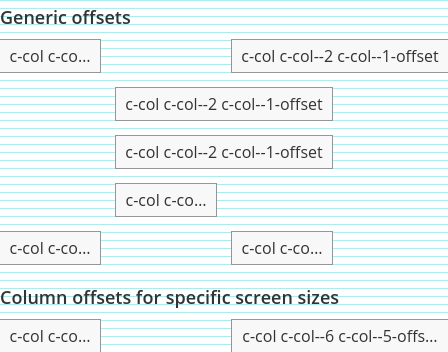 Generic offsets
c-col c-co... c-col c-col--2 c-col--1-offset
c-col c-col--2 c-col--1-offset
c-col c-col--2 c-col--1-offset
c-col c-co...
c-col c-co... c-col c-co...
Column offsets for specific screen sizes
c-col c-co... c-col c-col--6 c-col--5-offs...